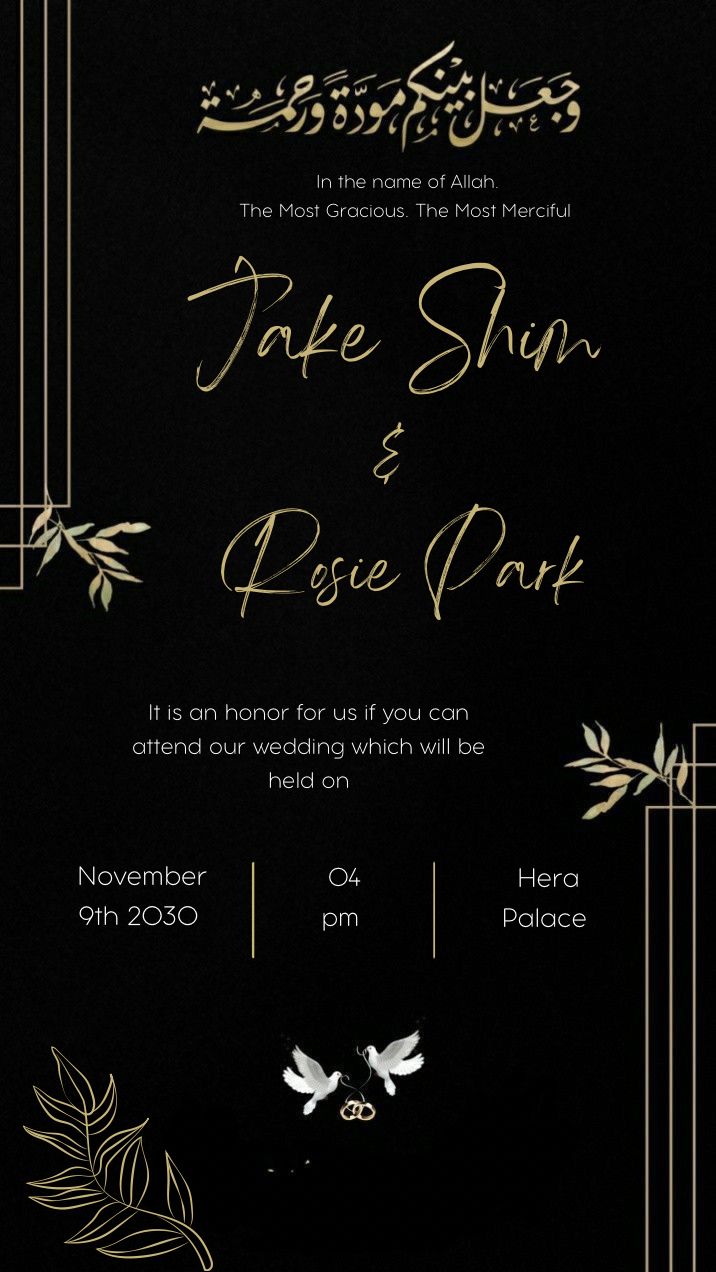 وجعل بينكم مودة ورحمة
In the name of Allah.
The Most Gracious. The Most Merciful
Jake Shim
&
Rosie Park
It is an honor for us if you can
attend our wedding which will be
held on
November
9th 2030
04
pm
Hera
Palace